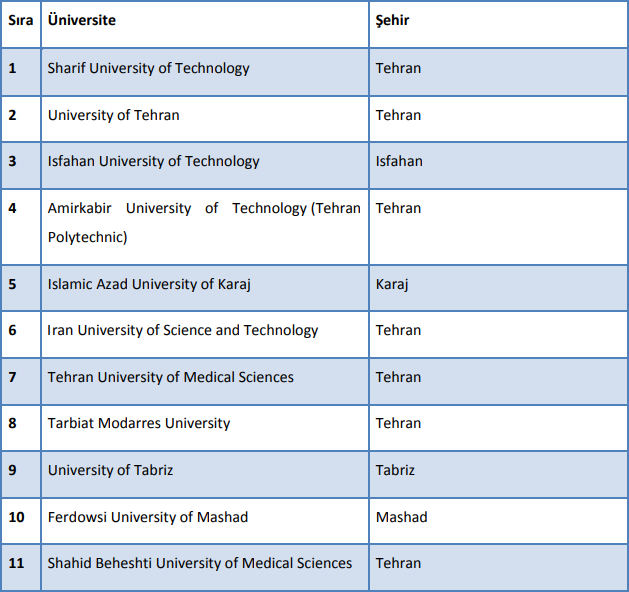 Sıra Üniversite Şehir
1 Sharif University of Technology Tehran
2 University of Tehran Tehran
3 Isfahan University of Technology Isfahan
4 Amirkabir University of Technology (Tehran Tehran
Polytechnic)
5 Islamic Azad University of Karaj Karaj
6 Iran University of Science and Technology Tehran
7 Tehran University of Medical Sciences Tehran
8 Tarbiat Modarres University Tehran
9 University of Tabriz Tabriz
10 Ferdowsi University of Mashad Mashad
11 Shahid Beheshti University of Medical Sciences Tehran